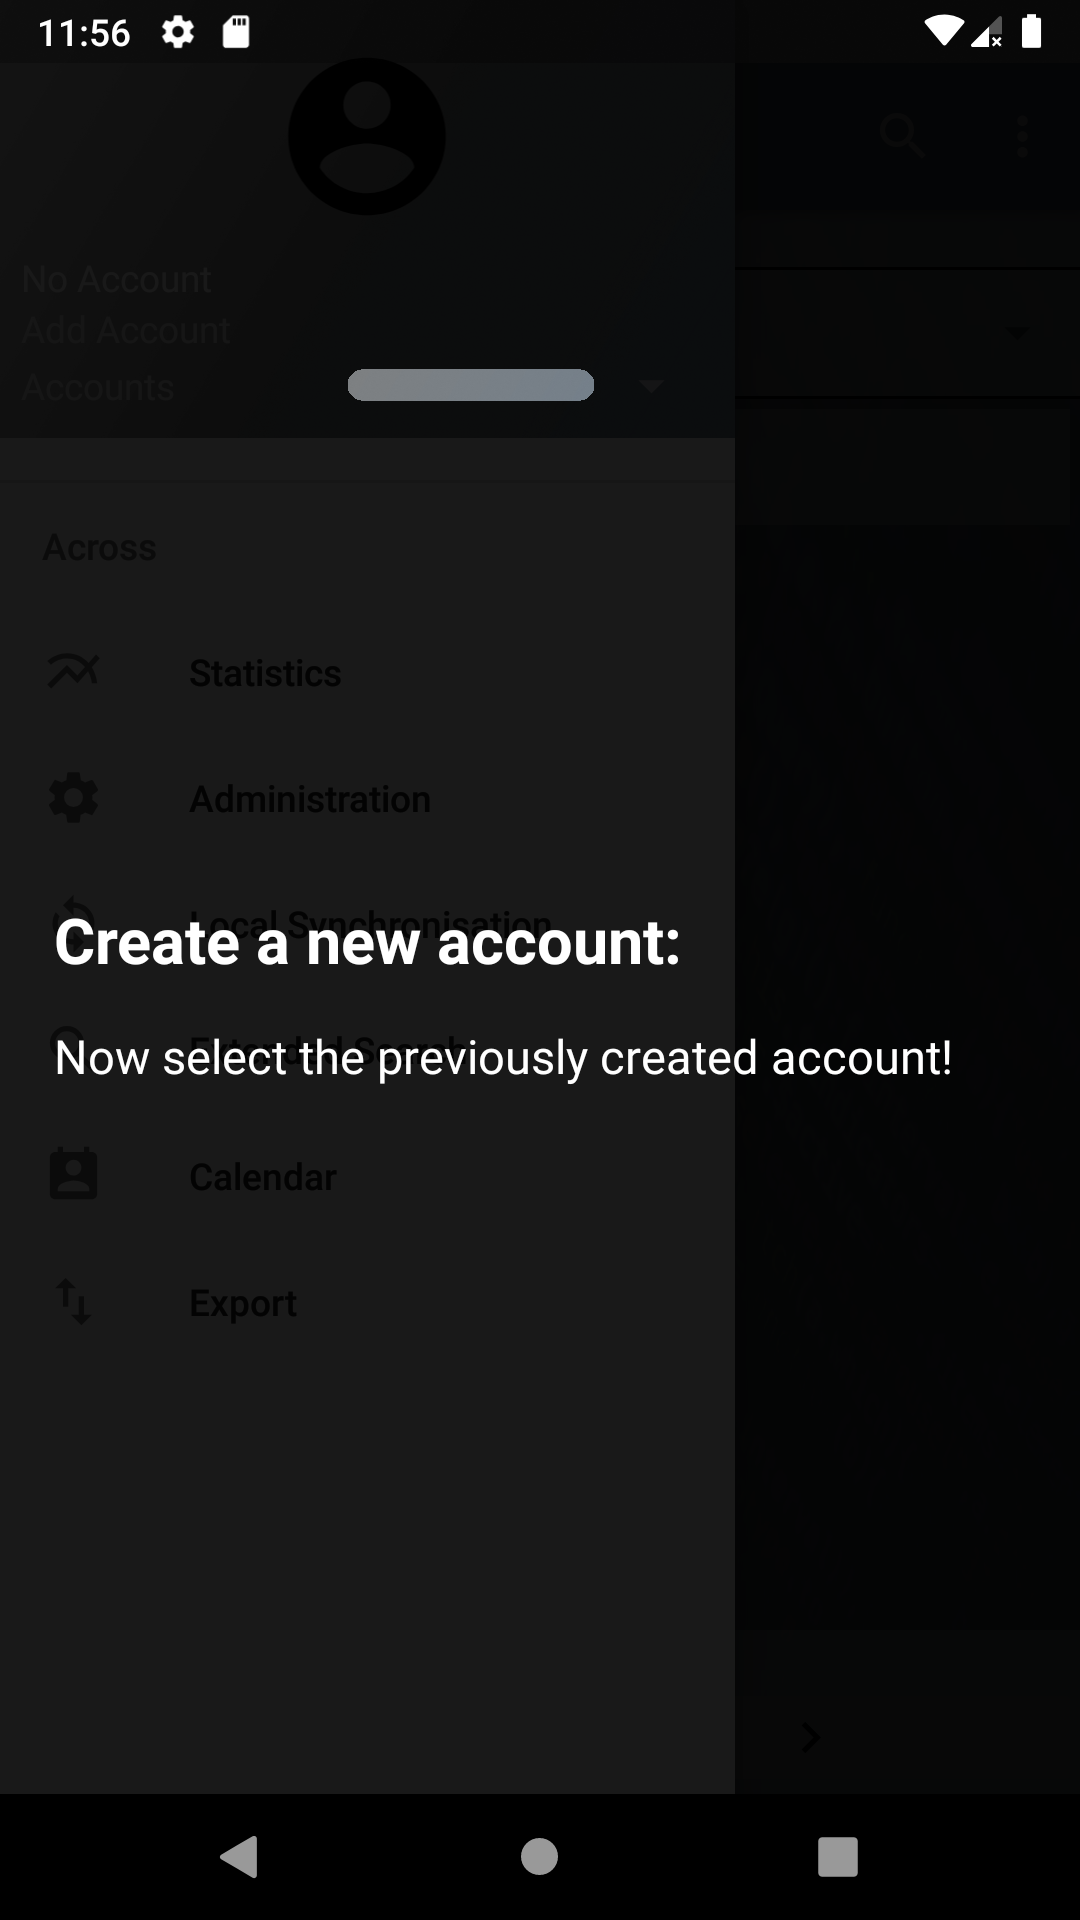 11:56
No Account
Add Account
Accounts
Across
Statistics
Administration
Local Synchronisation
Create a new account:
Extended Search
Now select the previously created account!
Calendar
Export